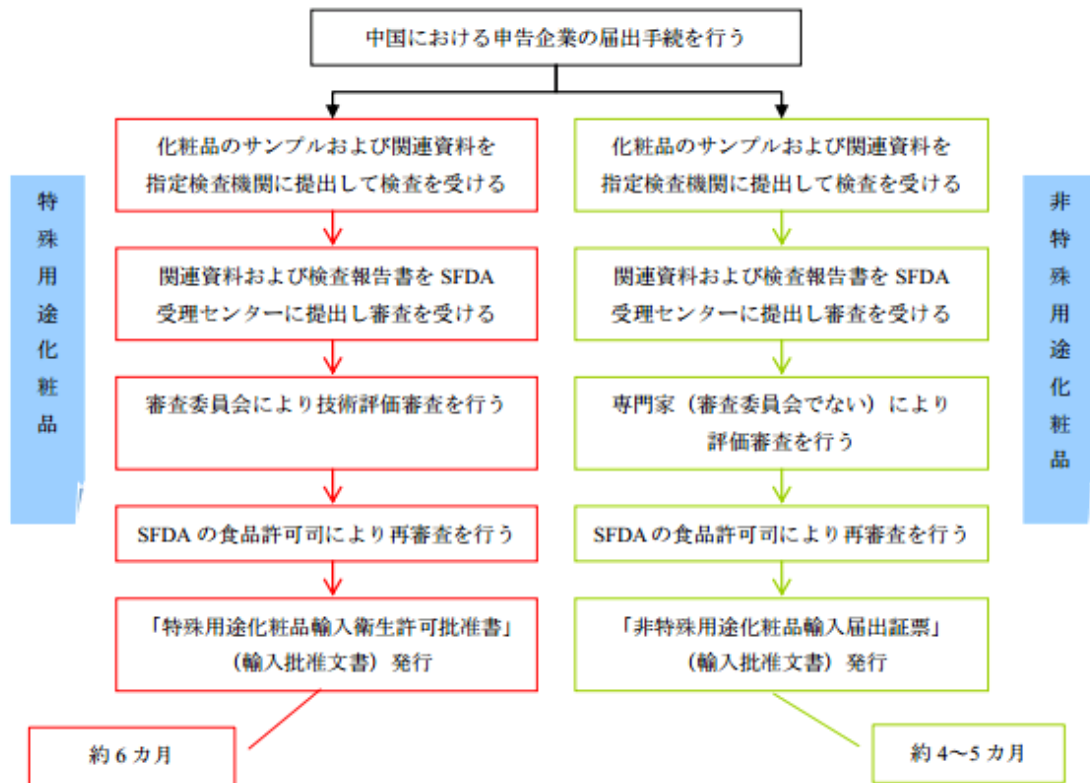 中国における申告企業の届出手続を行う
特殊用途化粧品
化粧品のサンプルおよび関連資料を
指定検査機関に提出して検査を受ける
関連資料および検査報告書を SFDA
受理センターに提出し審査を受ける
審査委員会により技術評価審査を行う
SFDA の食品許可司により再審査を行う
「特殊用途化粧品輸入衛生許可批准書」
（輸入批准文書）発行
約 6 カ月
化粧品のサンプルおよび関連資料を
指定検査機関に提出して検査を受ける
関連資料および検査報告書を SFDA
受理センターに提出し審査を受ける
専門家（審査委員会でない）により
評価審査を行う
SFDA の食品許可司により再審査を行う
「非特殊用途化粧品輸入届出証票」
（輸入批准文書）発行
約 4～5 カ月
非特殊用途化粧品